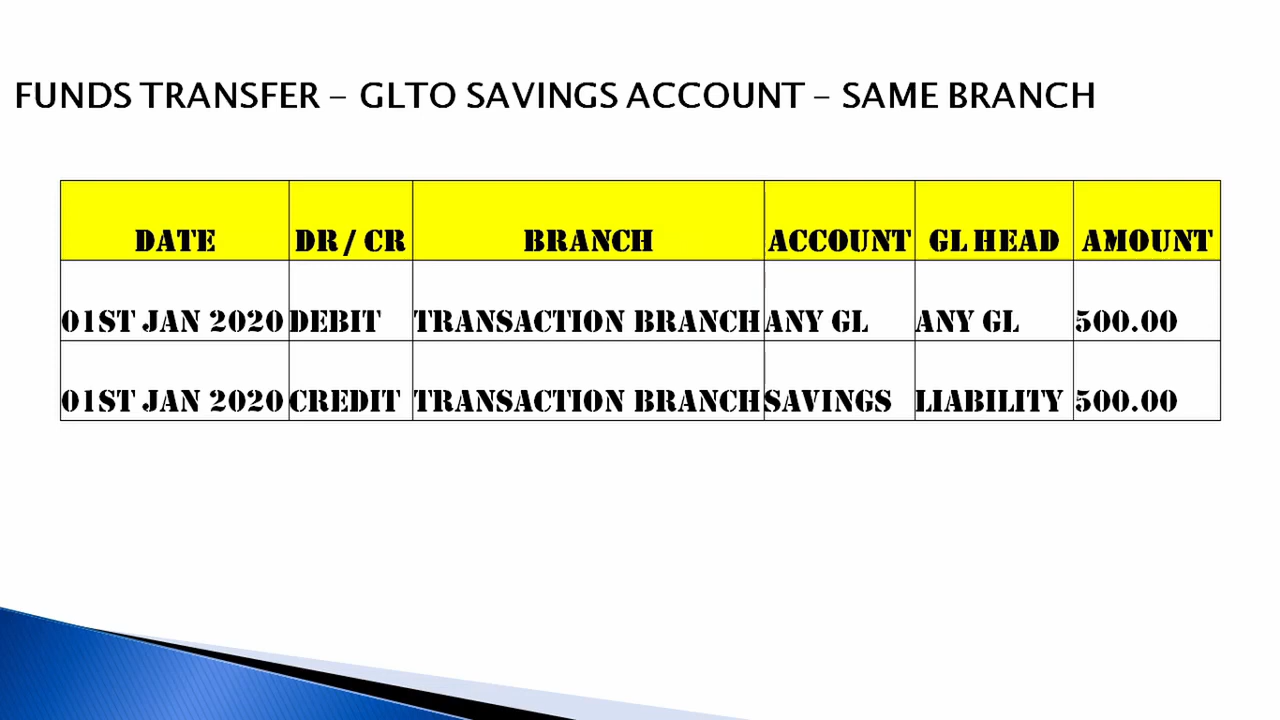 FUNDS TRANSFER – GLTO SAVINGS ACCOUNT – SAME BRANCH
DATE DR / CR BRANCH ACCOUNT GL HEAD AMOUNT
01ST JAN 2020 DEBIT TRANSACTION BRANCH ANY GL ANY GL 500.00
01ST JAN 2020 CREDIT TRANSACTION BRANCH SAVINGS LIABILITY 500.00